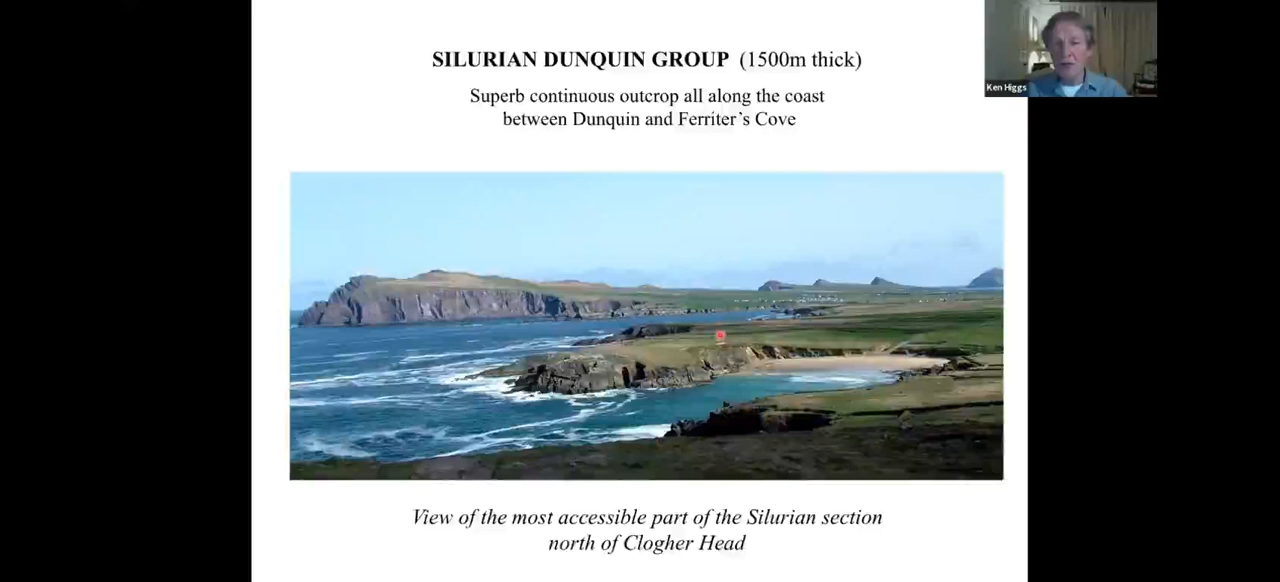 SILURIAN DUNQUIN GROUP (1500m thick)
Superb continuous outcrop all along the coast
between Dunquin and Ferriter's Cove
Ken Higgs
View of the most accessible part of the Silurian section
north of Clogher Head